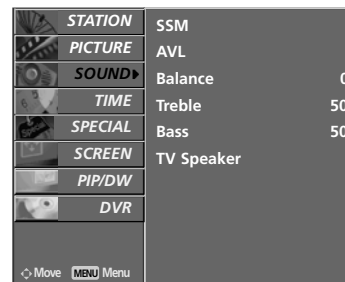 STATION
PICTURE
SOUND
TIME
SPECIAL
SCREEN
PIP/DW
DVR
Move MENU Menu
SSM
AVL
Balance 0
Treble 50
Bass 50
TV Speaker